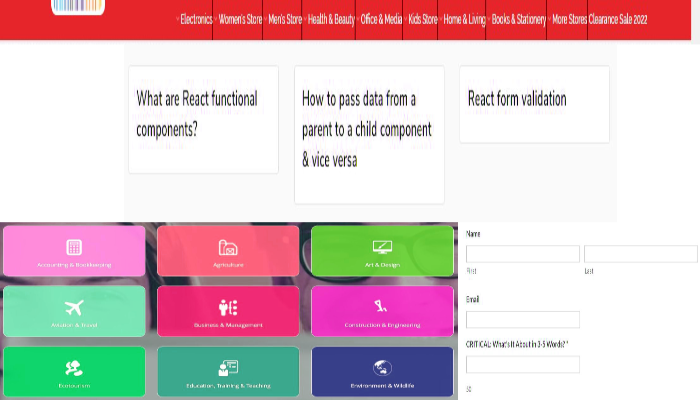 Electronics Women's Store Men's Store Health & Beauty Office & Media Kids Store Home & Living Books & Stationery More Stores Clearance Sale 2022
What are React functional
components?
How to pass data from a
parent to a child component
& vice versa
React form validation
Accounting & Bookkeeping
Agriculture
Art & Design
Aviation & Travel
Business & Management
Construction & Engineering
Ecotourism
Education, Training & Teaching
Environment & Wildlife
Name
First
Last
Email
CRITICAL: What's It About in 3-5 Words? *
50